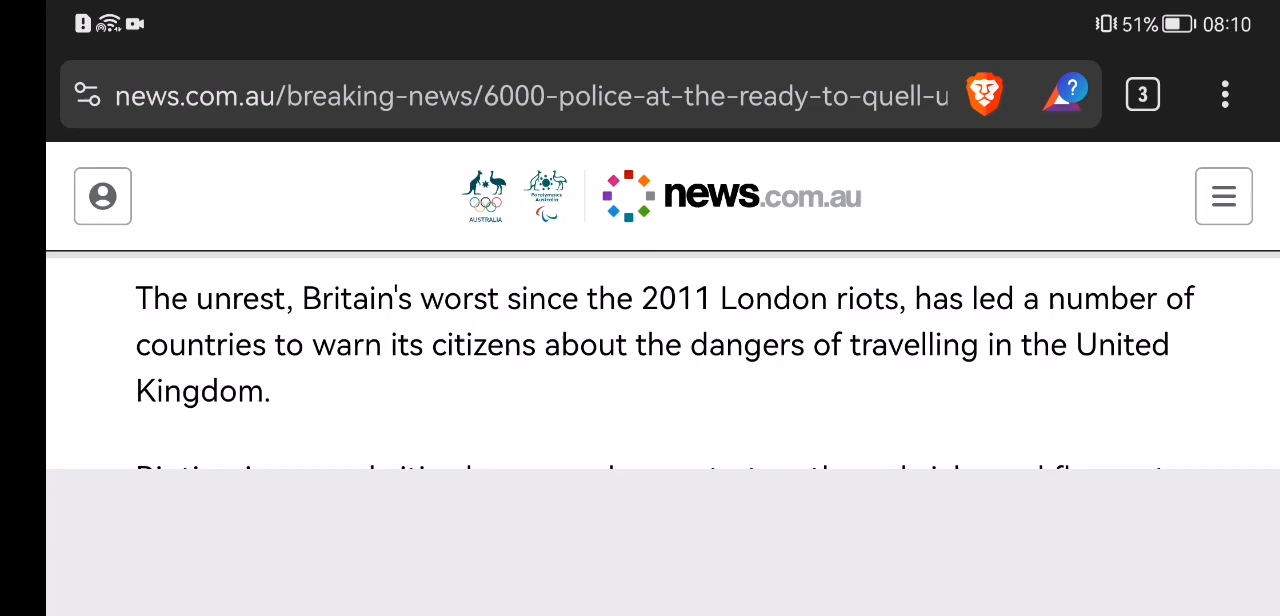 51% 08:10
news.com.au/breaking-news/6000-police-at-the-ready-to-quell-u
?
3
AUSTRALIA
Paralympics
Australia
news.com.au
The unrest, Britain's worst since the 2011 London riots, has led a number of
countries to warn its citizens about the dangers of travelling in the United
Kingdom.